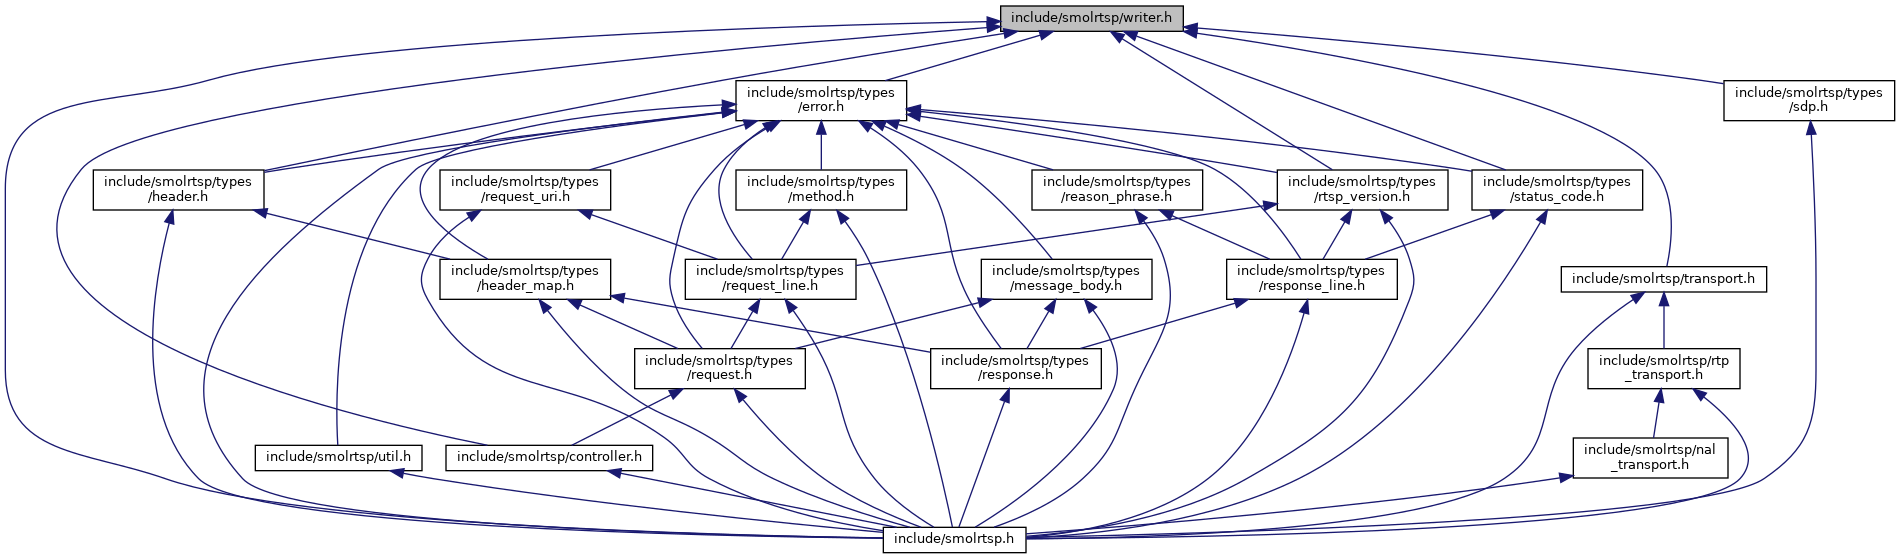 include/smolrtsp/writer.h
include/smolrtsp/types
/error.h
include/smolrtsp/types
/sdp.h
include/smolrtsp/types
/header.h
include/smolrtsp/types
/request_uri.h
include/smolrtsp/types
/method.h
include/smolrtsp/types
/reason_phrase.h
include/smolrtsp/types
/rtsp_version.h
include/smolrtsp/types
/status_code.h
include/smolrtsp/types
/header_map.h
include/smolrtsp/types
/request_line.h
include/smolrtsp/types
/message_body.h
include/smolrtsp/types
/response_line.h
include/smolrtsp/transport.h
include/smolrtsp/types
/request.h
include/smolrtsp/types
/response.h
include/smolrtsp/rtp
_transport.h
include/smolrtsp/util.h
include/smolrtsp/controller.h
include/smolrtsp/nal
_transport.h
include/smolrtsp.h